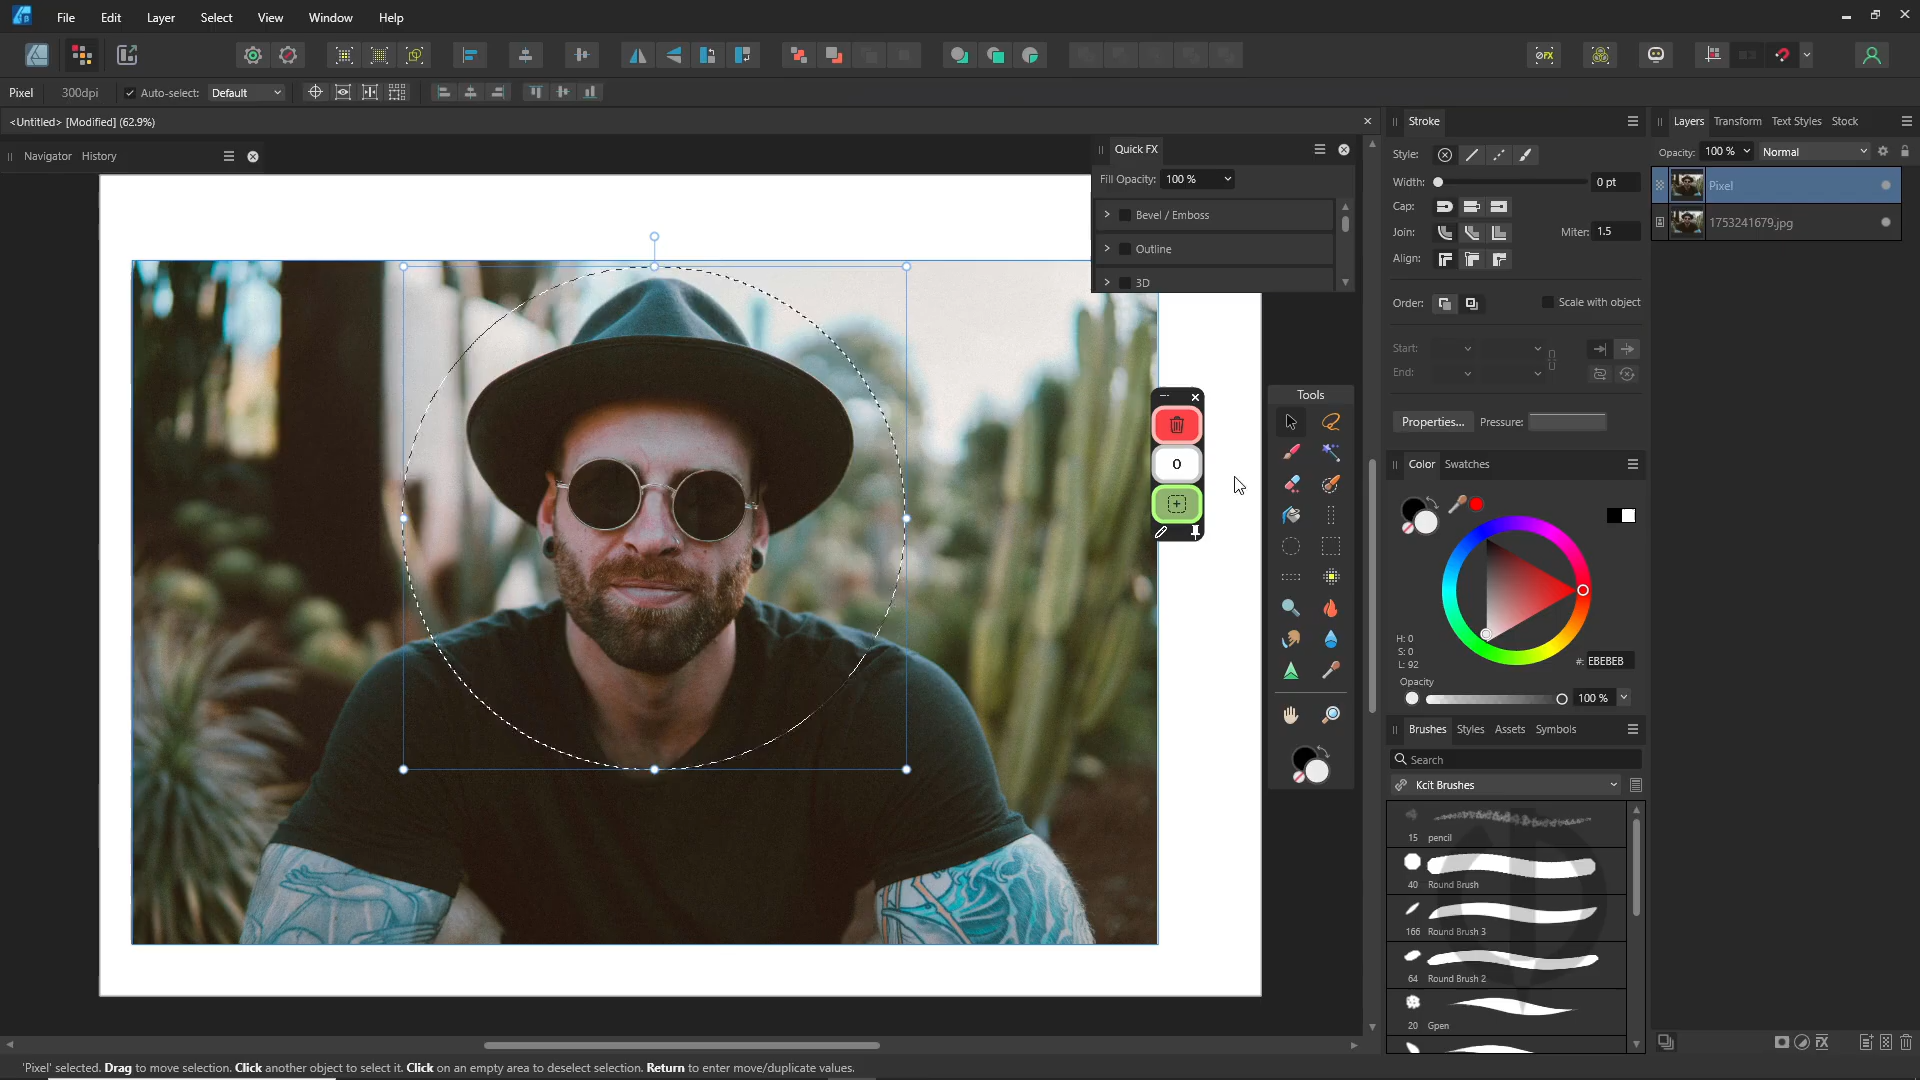 File Edit Layer Select View Window Help
Pixel 300dpi Auto-select: Default
<Untitled> [Modified] (62.9%)
Navigator History
Quick FX
Fill Opacity: 100 %
Bevel / Emboss
Outline
3D
0
Tools
Stroke
Style:
Width: 0 pt
Cap:
Join: Miter: 1.5
Align:
Order: Scale with object
Start:
End:
Properties... Pressure:
Color Swatches
H: 0
S: 0
L: 92
#: EBEBEB
Opacity
100 %
Brushes Styles Assets Symbols
Search
Kcit Brushes
15 pencil
40 Round Brush
166 Round Brush 3
64 Round Brush 2
20 Gpen
Layers Transform Text Styles Stock
Opacity: 100 % Normal
Pixel
1753241679.jpg
'Pixel' selected. Drag to move selection. Click another object to select it. Click on an empty area to deselect selection. Return to enter move/duplicate values.